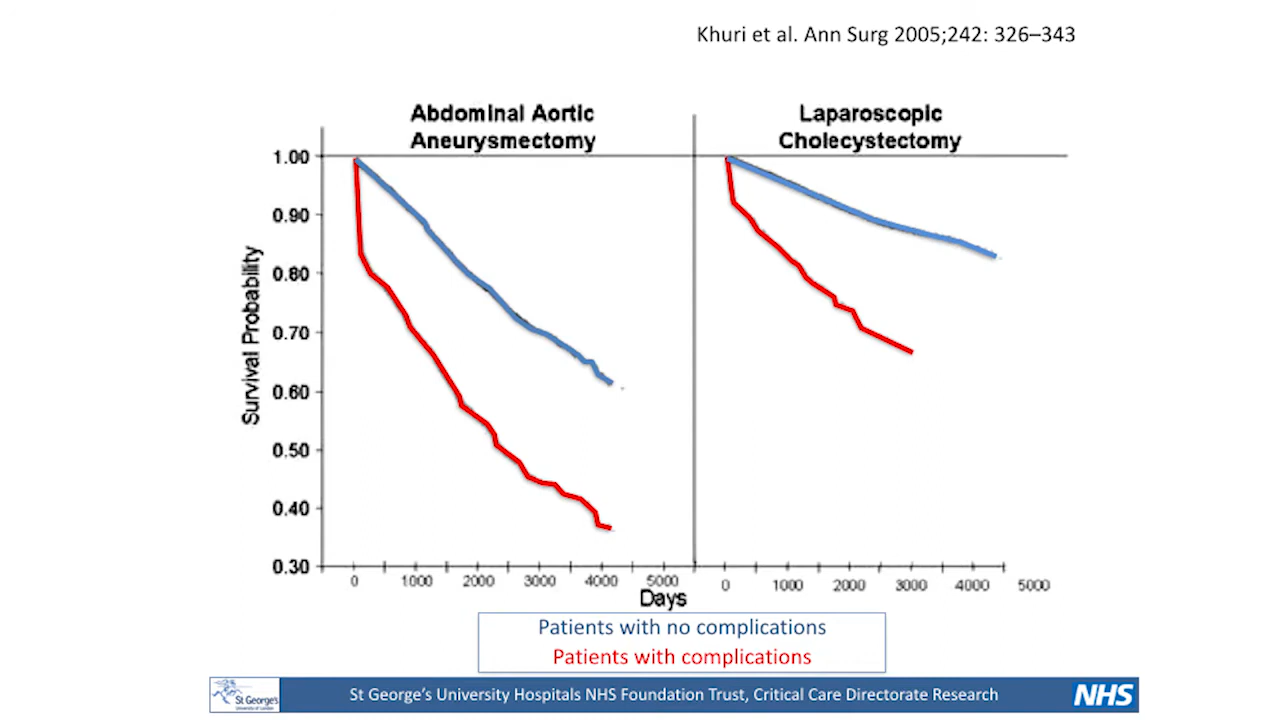 Khuri et al. Ann Surg 2005;242: 326–343
Abdominal Aortic
Aneurysmectomy
Laparoscopic
Cholecystectomy
1.00
0.90
0.80
0.70
0.60
0.50
0.40
0.30
Survival Probability
0 1000 2000 3000 4000 5000
0 1000 2000 3000 4000 5000
Days
Patients with no complications
Patients with complications
St George's
University of London
St George’s University Hospitals NHS Foundation Trust, Critical Care Directorate Research
NHS